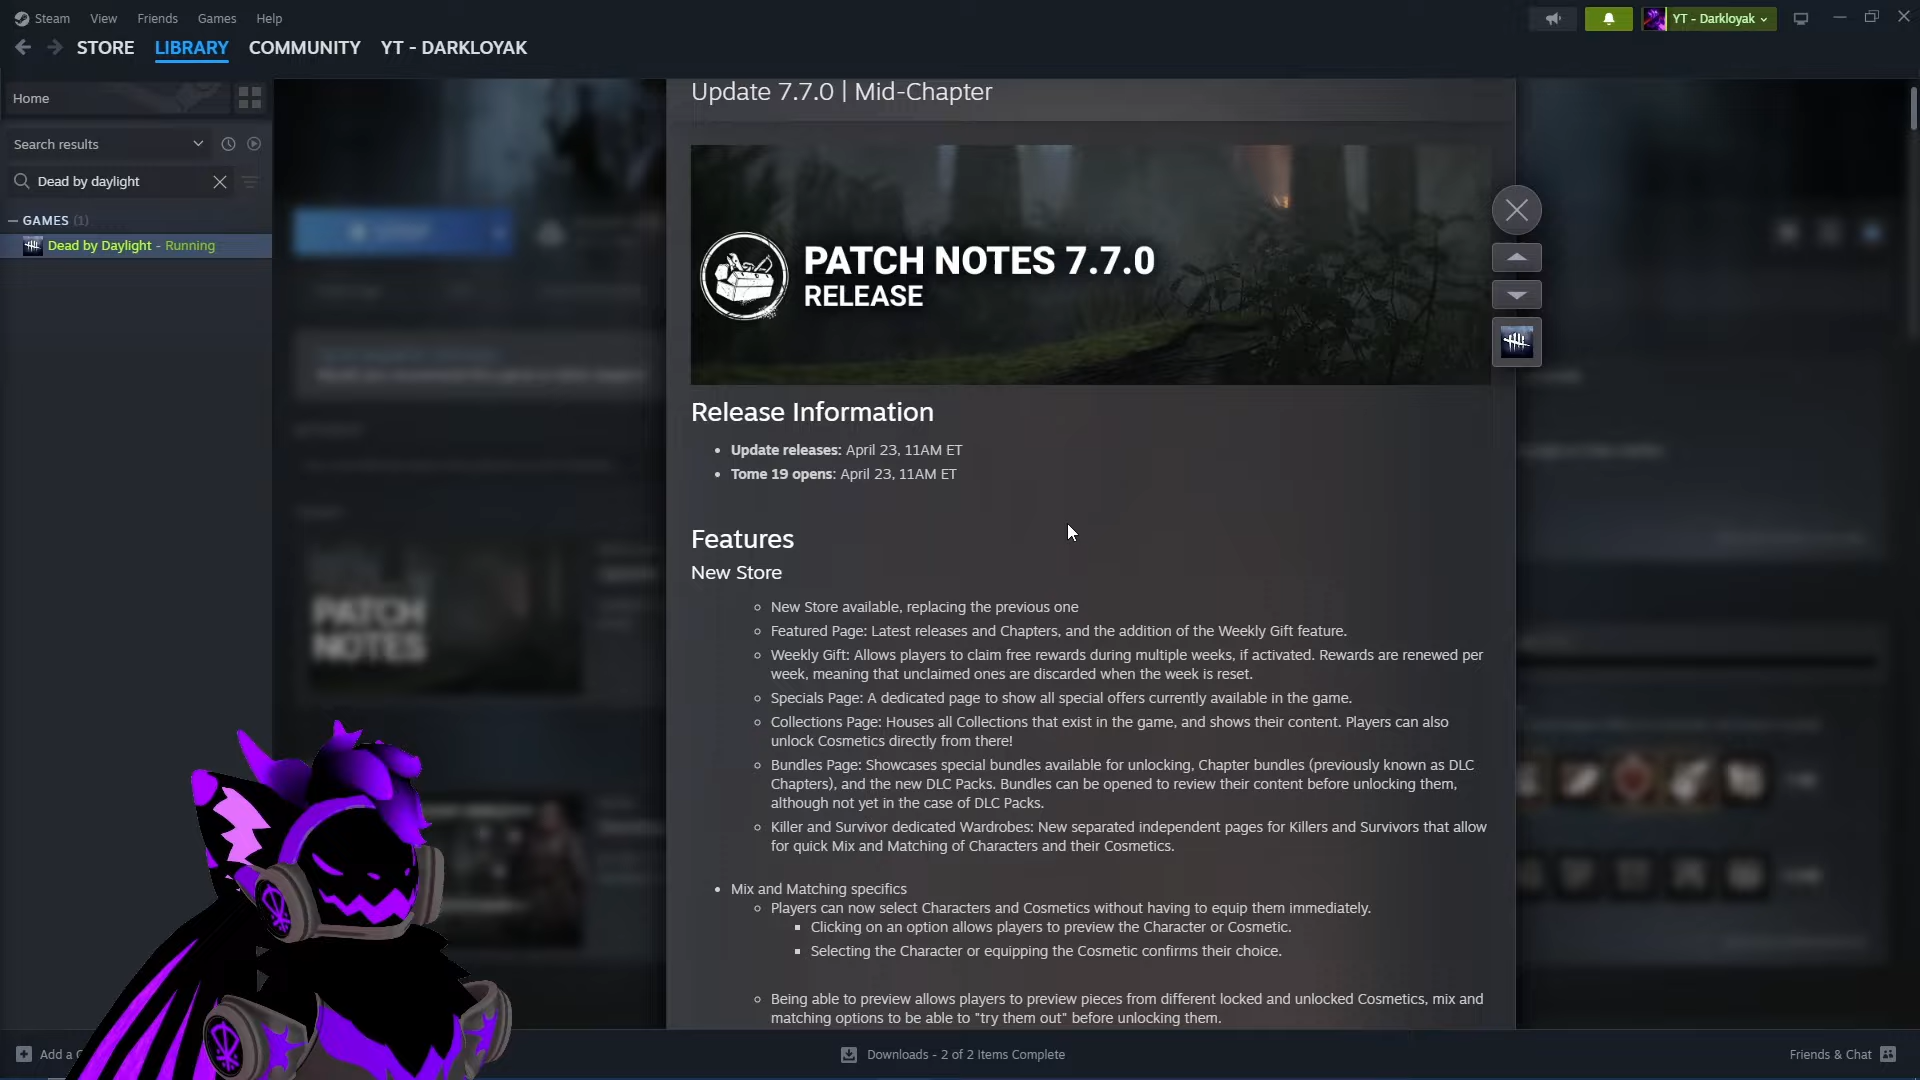 Steam View Friends Games Help
YT - Darkloyak
STORE LIBRARY COMMUNITY YT - DARKLOYAK
Home
Search results
Dead by daylight
GAMES (1)
Dead by Daylight - Running
Update 7.7.0 | Mid-Chapter
PATCH NOTES 7.7.0
RELEASE
Release Information
• Update releases: April 23, 11AM ET
• Tome 19 opens: April 23, 11AM ET
Features
New Store
New Store available, replacing the previous one
Featured Page: Latest releases and Chapters, and the addition of the Weekly Gift feature.
Weekly Gift: Allows players to claim free rewards during multiple weeks, if activated. Rewards are renewed per
week, meaning that unclaimed ones are discarded when the week is reset.
Specials Page: A dedicated page to show all special offers currently available in the game.
Collections Page: Houses all Collections that exist in the game, and shows their content. Players can also
unlock Cosmetics directly from there!
Bundles Page: Showcases special bundles available for unlocking, Chapter bundles (previously known as DLC
Chapters), and the new DLC Packs. Bundles can be opened to review their content before unlocking them,
although not yet in the case of DLC Packs.
Killer and Survivor dedicated Wardrobes: New separated independent pages for Killers and Survivors that allow
for quick Mix and Matching of Characters and their Cosmetics.
• Mix and Matching specifics
Players can now select Characters and Cosmetics without having to equip them immediately.
Clicking on an option allows players to preview the Character or Cosmetic.
Selecting the Character or equipping the Cosmetic confirms their choice.
Being able to preview allows players to preview pieces from different locked and unlocked Cosmetics, mix and
matching options to be able to "try them out" before unlocking them.
PATCH
NOTES
Add a
Downloads - 2 of 2 Items Complete
Friends & Chat